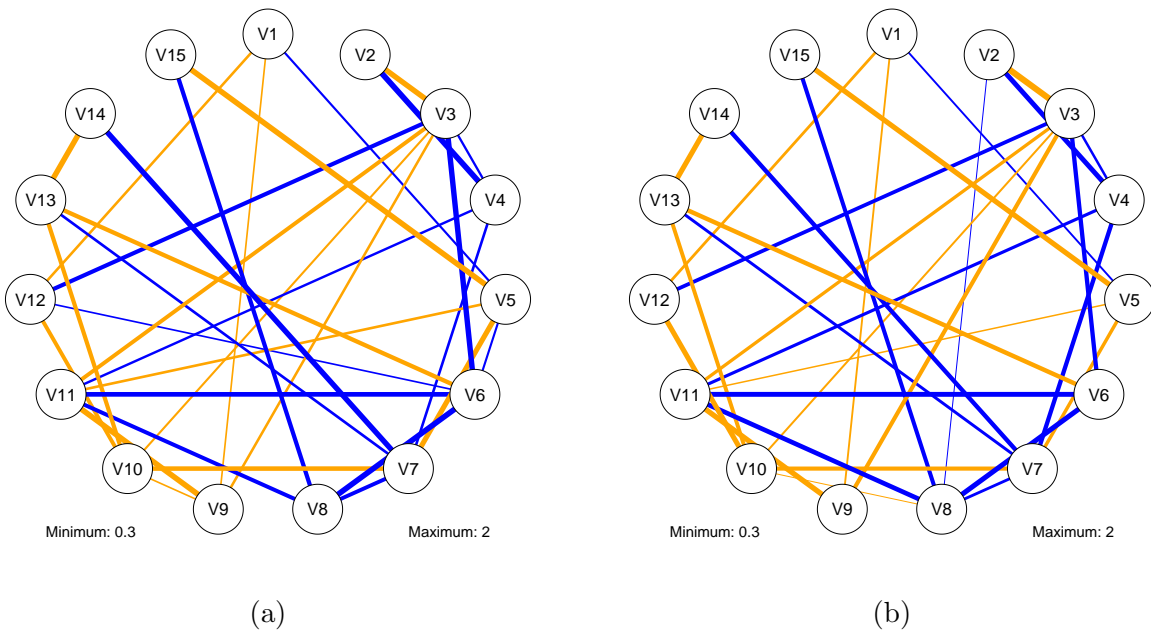 V1
V2
V3
V4
V5
V6
V7
V8
V9
V10
V11
V12
V13
V14
V15
Minimum: 0.3
Maximum: 2
(a)
V1
V2
V3
V4
V5
V6
V7
V8
V9
V10
V11
V12
V13
V14
V15
Minimum: 0.3
Maximum: 2
(b)